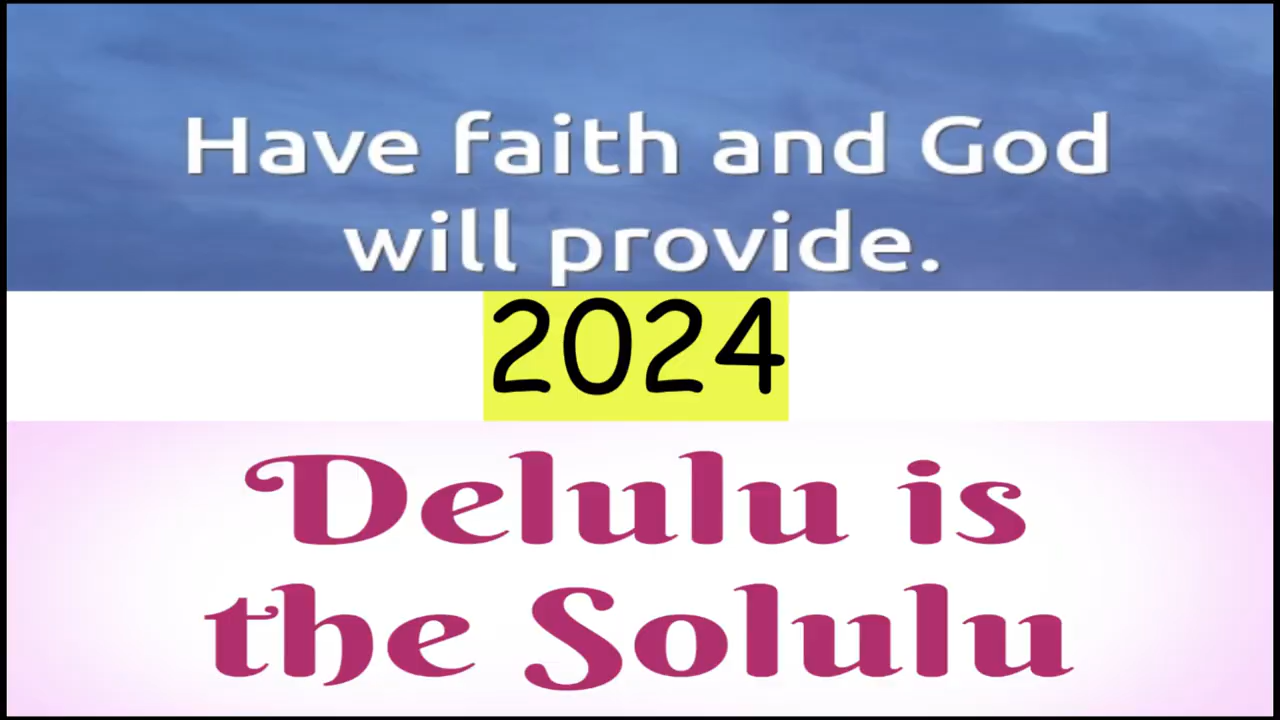 Have faith and God
will provide.
2024
Delulu is
the Solulu